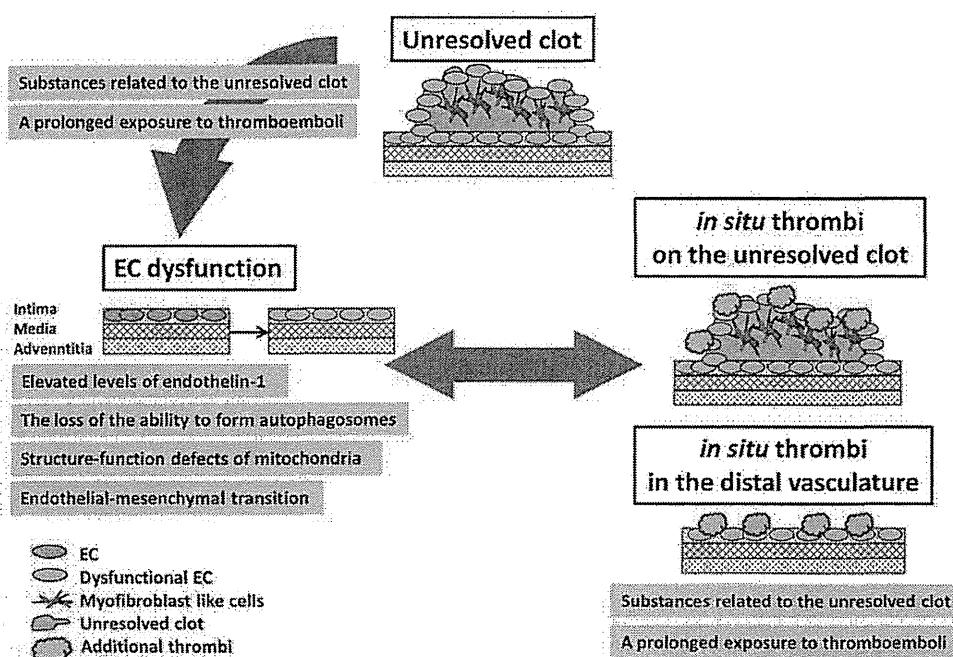 Unresolved clot
Substances related to the unresolved clot
A prolonged exposure to thromboemboli
EC dysfunction
Intima
Media
Advenntitia
Elevated levels of endothelin-1
The loss of the ability to form autophagosomes
Structure-function defects of mitochondria
Endothelial-mesenchymal transition
in situ thrombi
on the unresolved clot
in situ thrombi
in the distal vasculature
Substances related to the unresolved clot
A prolonged exposure to thromboemboli
EC
Dysfunctional EC
Myofibroblast like cells
Unresolved clot
Additional thrombi